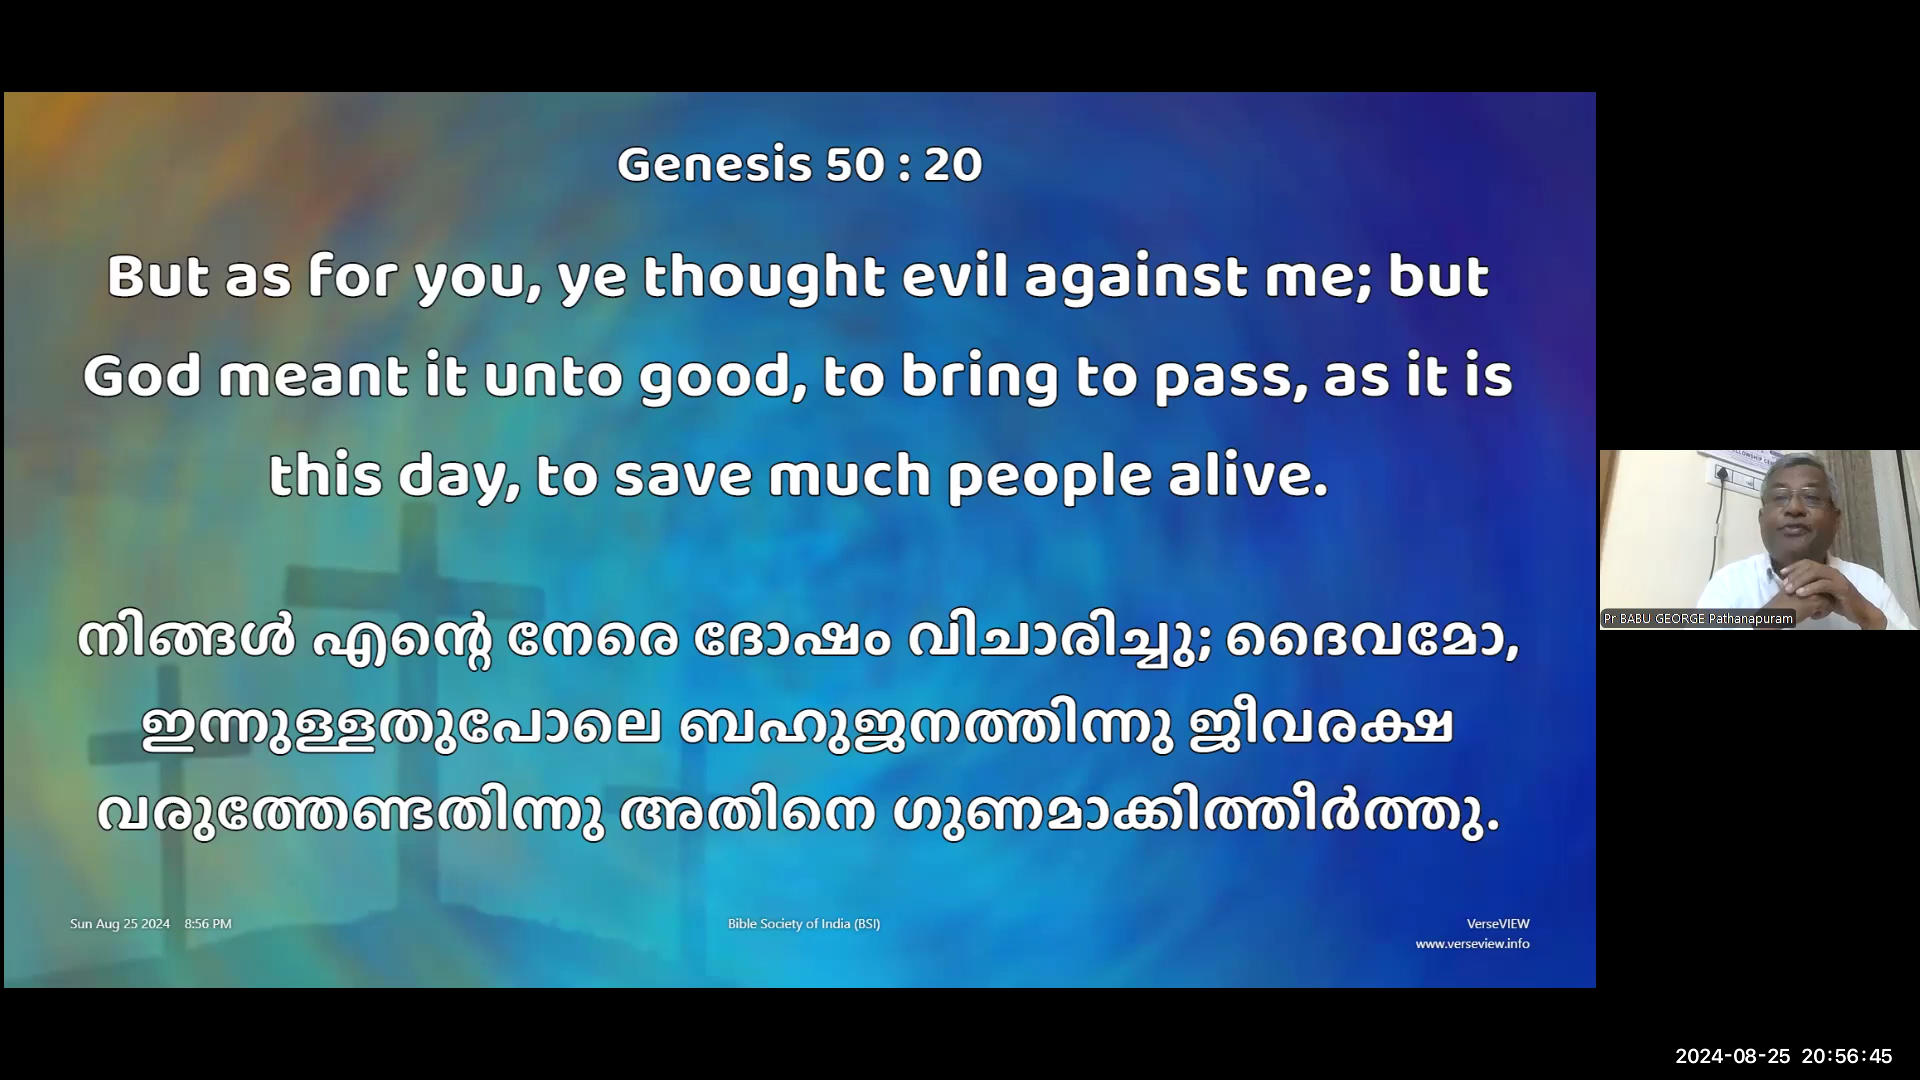 Genesis 50 : 20
But as for you, ye thought evil against me; but
God meant it unto good, to bring to pass, as it is
this day, to save much people alive.
നിങ്ങൾ എന്റെ നേരെ ദോഷം വിചാരിച്ചു; ദൈവമോ,
ഇന്നുള്ളതുപോലെ ബഹുജനത്തിന്നു ജീവരക്ഷ
വരുത്തേണ്ടതിന്നു അതിനെ ഗുണമാക്കിത്തീർത്തു.
Sun Aug 25 2024 8:56 PM
Bible Society of India (BSI)
VerseVIEW
www.verseview.info
Pr BABU GEORGE Pathanapuram
2024-08-25 20:56:45